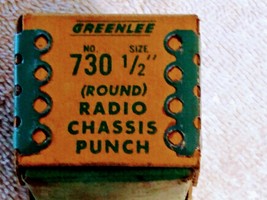 GREENLEE
NO. SIZE
730 1/2"
(ROUND)
RADIO
CHASSIS
PUNCH